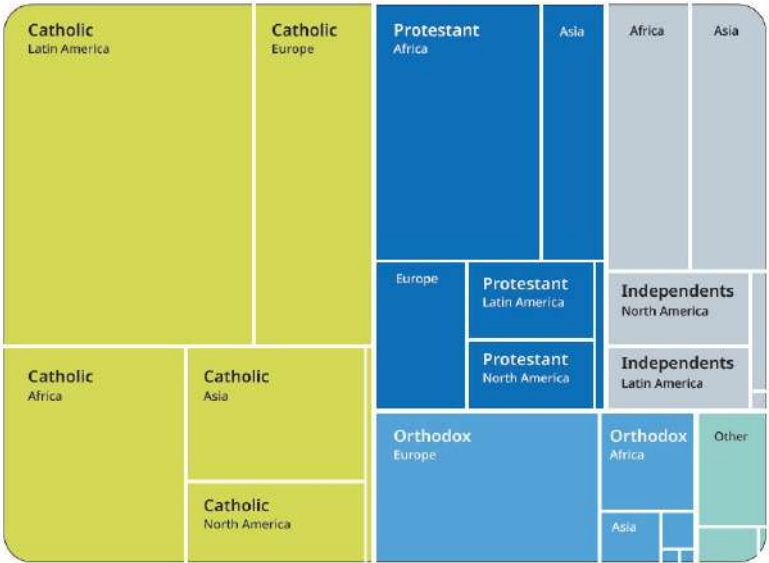 Catholic
Latin America
Catholic
Europe
Protestant
Africa
Asia
Africa
Asia
Europe
Protestant
Latin America
Protestant
North America
Independents
North America
Independents
Latin America
Catholic
Africa
Catholic
Asia
Catholic
North America
Orthodox
Europe
Orthodox
Africa
Asia
Other